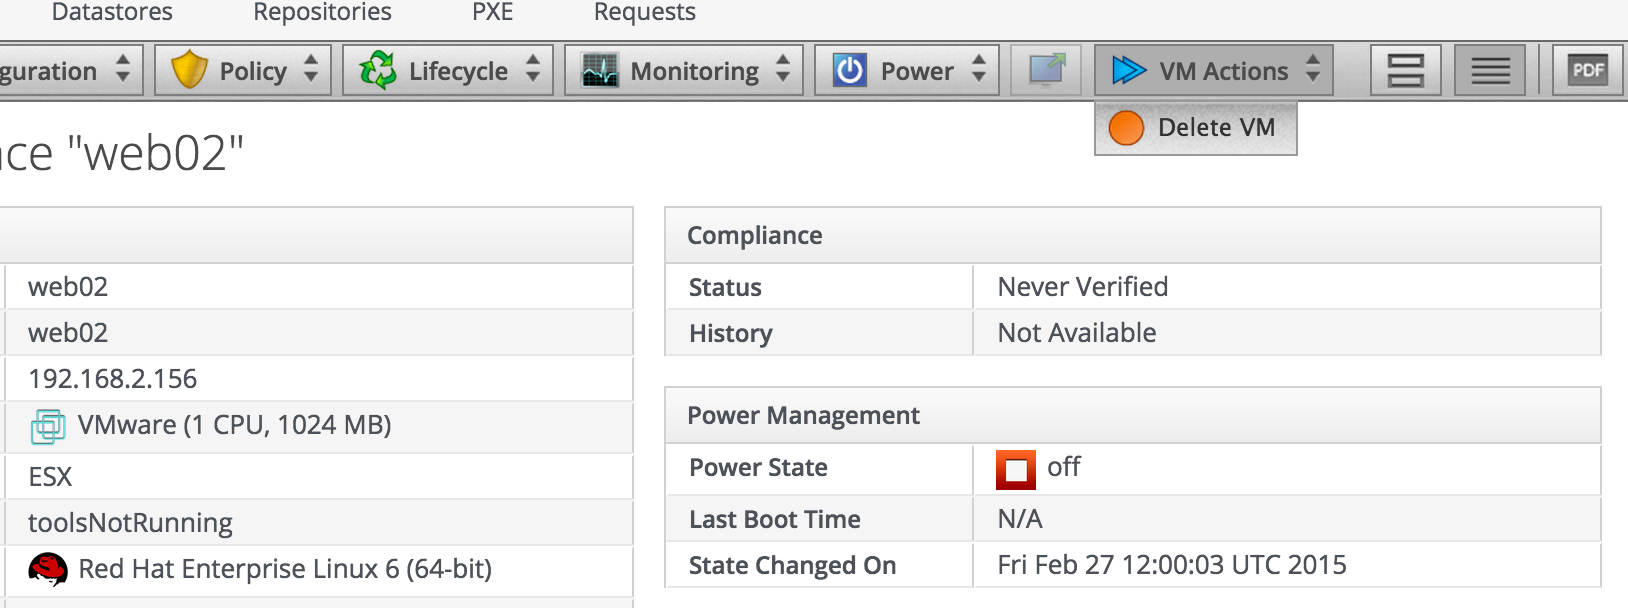 Datastores Repositories PXE Requests
guration Policy Lifecycle Monitoring Power VM Actions PDF
Delete VM
ce "web02"
Compliance
web02 Status Never Verified
web02 History Not Available
192.168.2.156
VMware (1 CPU, 1024 MB) Power Management
ESX Power State off
toolsNotRunning Last Boot Time N/A
Red Hat Enterprise Linux 6 (64-bit) State Changed On Fri Feb 27 12:00:03 UTC 2015